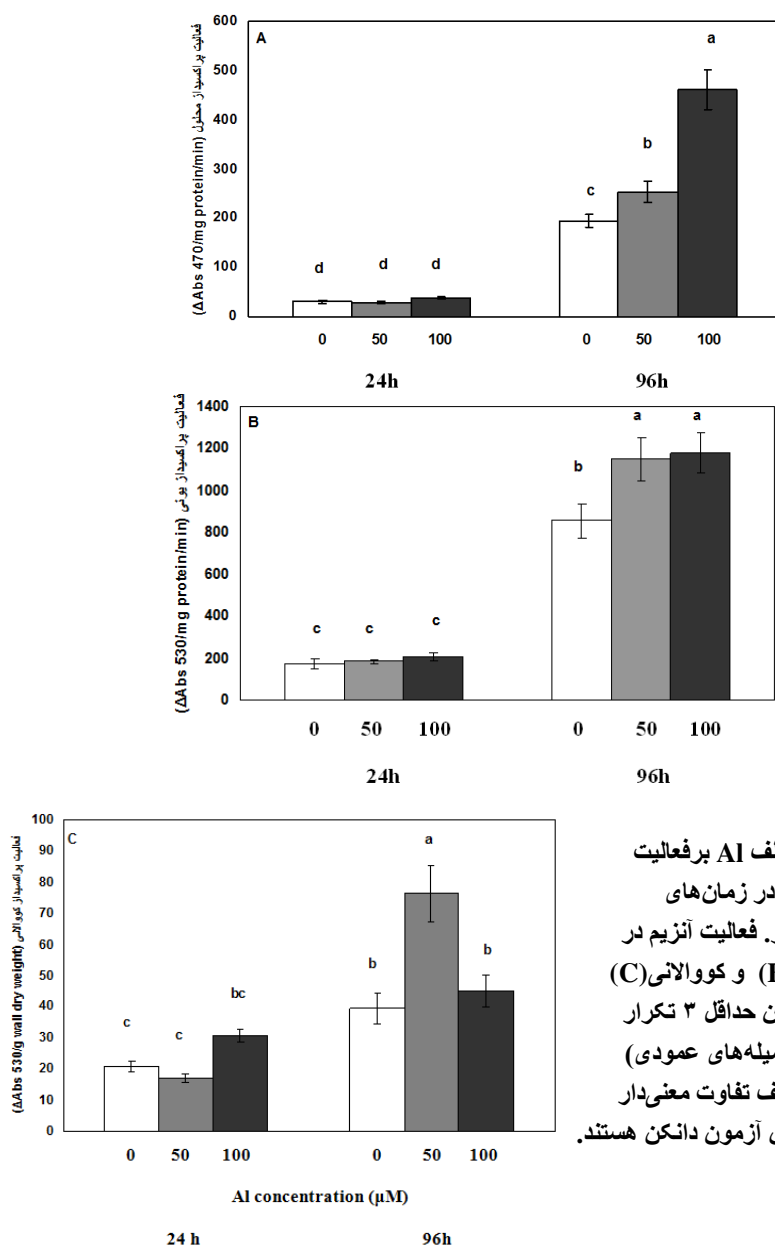 A
فعالیت پراکسیداز محلول (ΔAbs 470/mg protein/min)
600
500
400
300
200
100
0
d d d c b a
0 50 100 0 50 100
24h 96h
B
فعالیت پراکسیداز یونی (ΔAbs 530/mg protein/min)
1400
1200
1000
800
600
400
200
0
c c c b a a
0 50 100 0 50 100
24h 96h
C
فعالیت پراکسیداز کووالانی (ΔAbs 530/g wall dry weight)
100
90
80
70
60
50
40
30
20
10
0
c c bc b a b
0 50 100 0 50 100
Al concentration (µM)
24 h 96h
Al برفعالیت
در زمان‌های
فعالیت آنزیم در
و کووالانی(C)
حداقل ۳ تکرار
میله‌های عمودی)
تفاوت معنی‌دار
آزمون دانکن هستند.